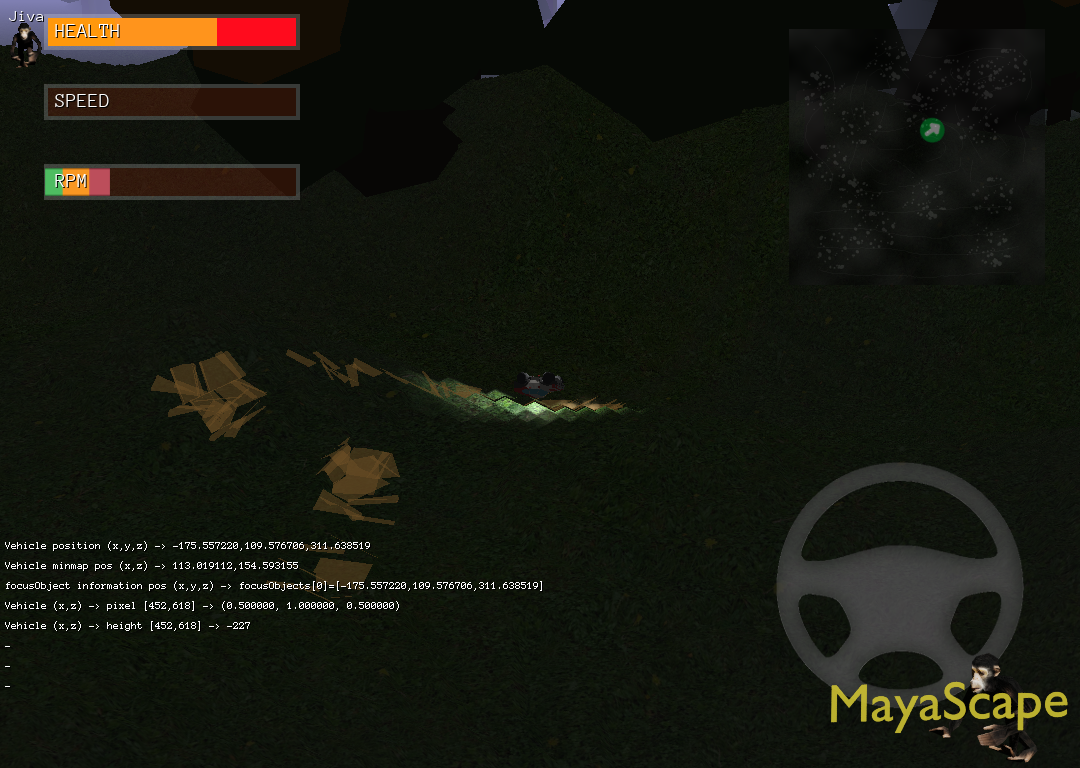 Jiva
HEALTH
SPEED
RPM
Vehicle position (x,y,z) -> -175.557220,109.576706,311.638519
Vehicle minmap pos (x,z) -> 113.019112,154.593155
focusObject information pos (x,y,z) -> focusObjects[0]=[-175.557220,109.576706,311.638519]
Vehicle (x,z) -> pixel [452,618] -> (0.500000, 1.000000, 0.500000)
Vehicle (x,z) -> height [452,618] -> -227
-
-
-
MayaScape